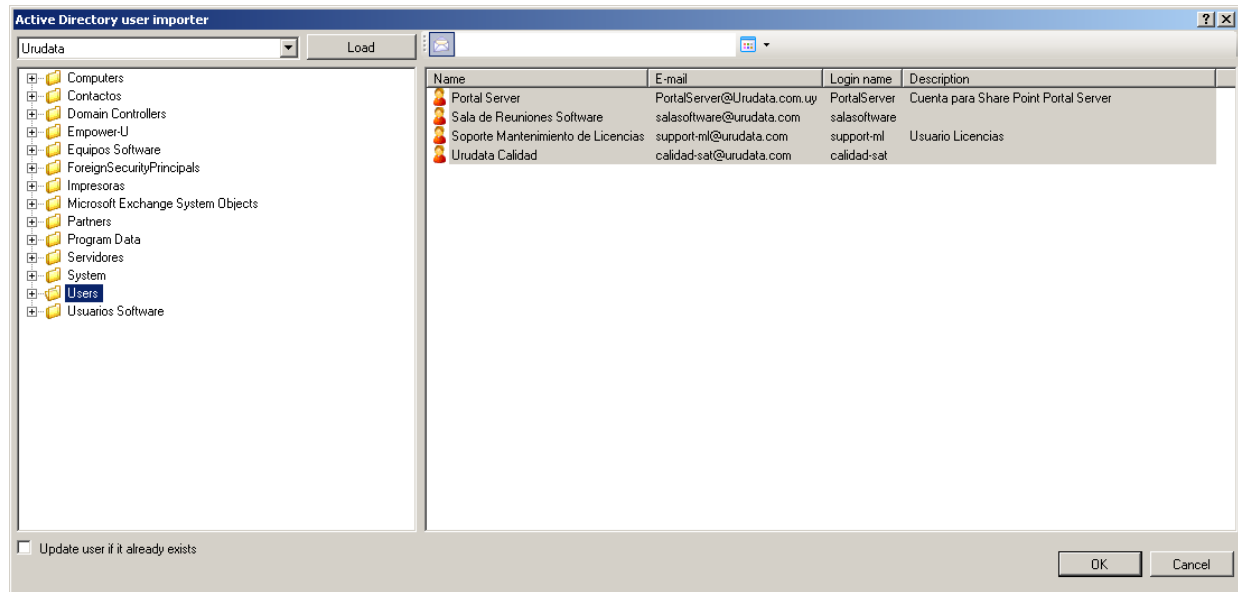 Active Directory user importer
Urudata Load
Computers
Contactos
Domain Controllers
Empower-U
Equipos Software
ForeignSecurityPrincipals
Impresoras
Microsoft Exchange System Objects
Partners
Program Data
Servidores
System
Users
Usuarios Software
Name E-mail Login name Description
Portal Server PortalServer@Urudata.com.uy PortalServer Cuenta para Share Point Portal Server
Sala de Reuniones Software salasoftware@urudata.com salasoftware
Soporte Mantenimiento de Licencias support-ml@urudata.com support-ml Usuario Licencias
Urudata Calidad calidad-sat@urudata.com calidad-sat
Update user if it already exists
OK Cancel